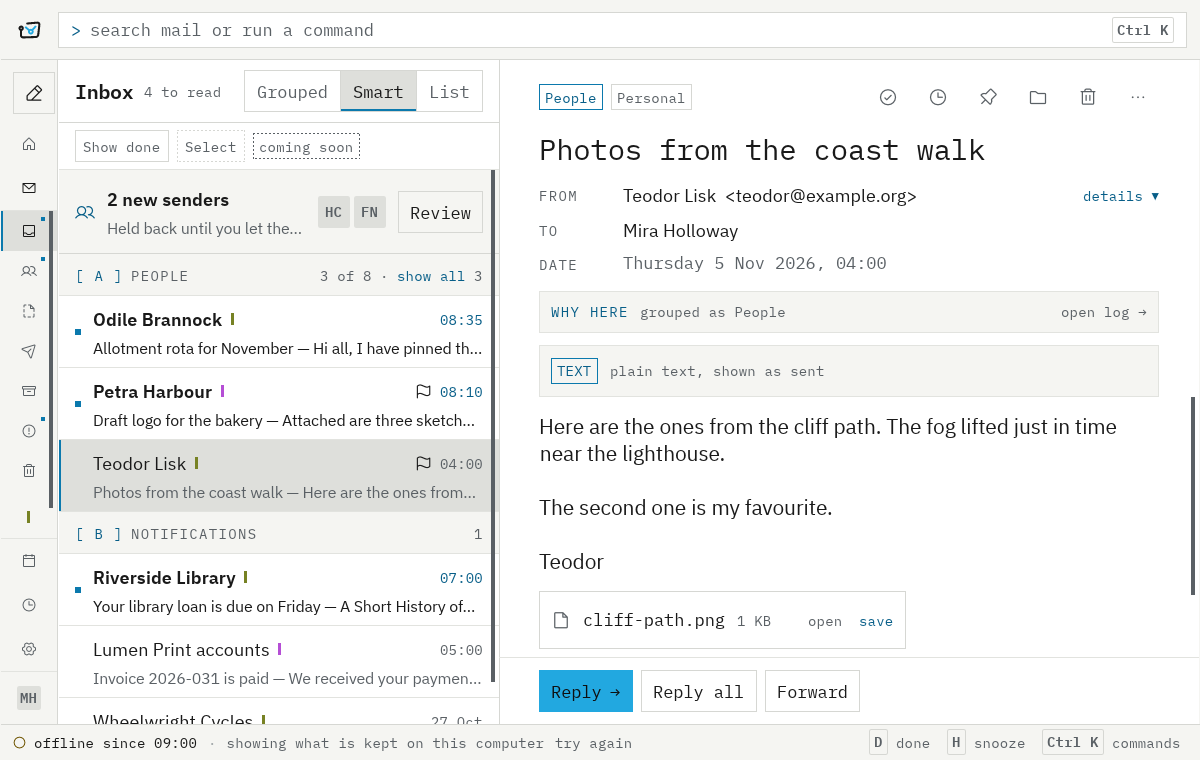 > search mail or run a command Ctrl K
Inbox 4 to read Grouped Smart List
Show done Select coming soon
2 new senders
Held back until you let the...
HC FN Review
[ A ] PEOPLE 3 of 8 · show all 3
Odile Brannock 08:35
Allotment rota for November — Hi all, I have pinned th...
Petra Harbour 08:10
Draft logo for the bakery — Attached are three sketch...
Teodor Lisk 04:00
Photos from the coast walk — Here are the ones from...
[ B ] NOTIFICATIONS 1
Riverside Library 07:00
Your library loan is due on Friday — A Short History of...
Lumen Print accounts 05:00
Invoice 2026-031 is paid — We received your paymen...
Wheelwright Cycles 27 Oct
MH
People Personal
Photos from the coast walk
FROM Teodor Lisk <teodor@example.org> details ▼
TO Mira Holloway
DATE Thursday 5 Nov 2026, 04:00
WHY HERE grouped as People open log →
TEXT plain text, shown as sent
Here are the ones from the cliff path. The fog lifted just in time
near the lighthouse.
The second one is my favourite.
Teodor
cliff-path.png 1 KB open save
Reply → Reply all Forward
offline since 09:00 · showing what is kept on this computer try again
D done H snooze Ctrl K commands